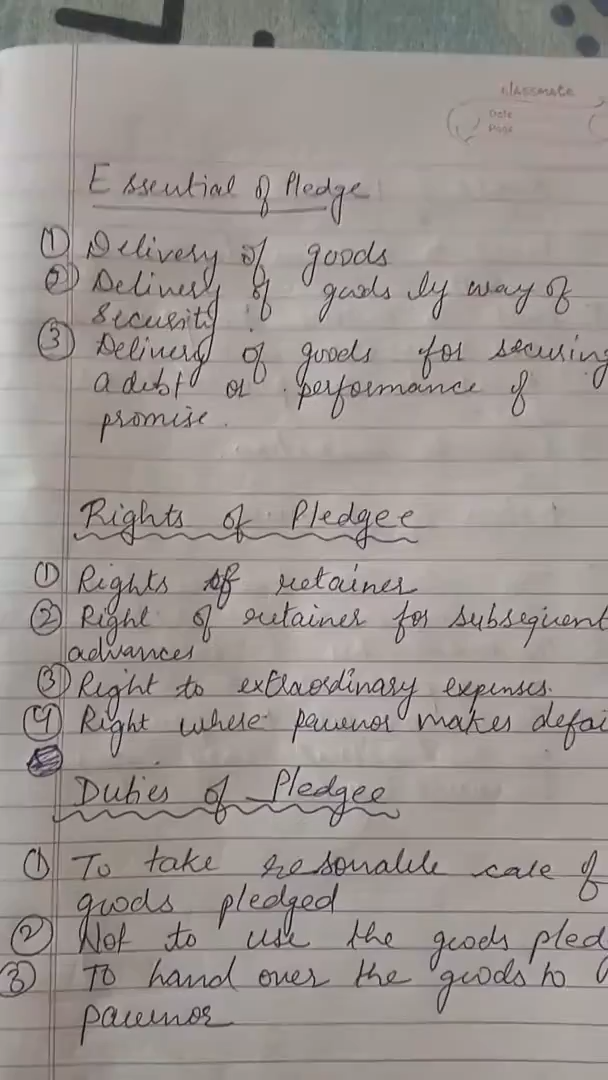 classmate
Date
Page
Essential of Pledge
① Delivery of goods
② Delivery of goods by way of
security
③ Delivery of goods for securing
a debt or performance of
promise.
Rights of Pledgee
① Rights of retainer
② Right of retainer for subsequent
advances
③ Right to extraordinary expenses.
④ Right where pawnor makes defa
Duties of Pledgee
① To take resonable care of
goods pledged
② Not to use the goods pled
③ To hand over the goods to
pawnor